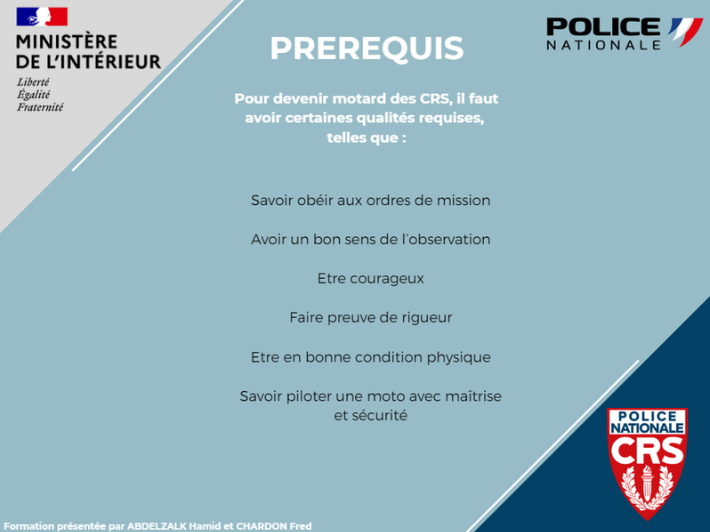 MINISTÈRE
DE L'INTÉRIEUR
Liberté
Égalité
Fraternité
POLICE
NATIONALE
PREREQUIS
Pour devenir motard des CRS, il faut
avoir certaines qualités requises,
telles que :
Savoir obéir aux ordres de mission
Avoir un bon sens de l'observation
Etre courageux
Faire preuve de rigueur
Etre en bonne condition physique
Savoir piloter une moto avec maîtrise
et sécurité
POLICE
NATIONALE
CRS
Formation présentée par ABDELZALK Hamid et CHARDON Fred